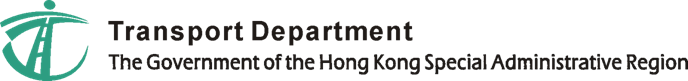 Transport Department
The Government of the Hong Kong Special Administrative Region